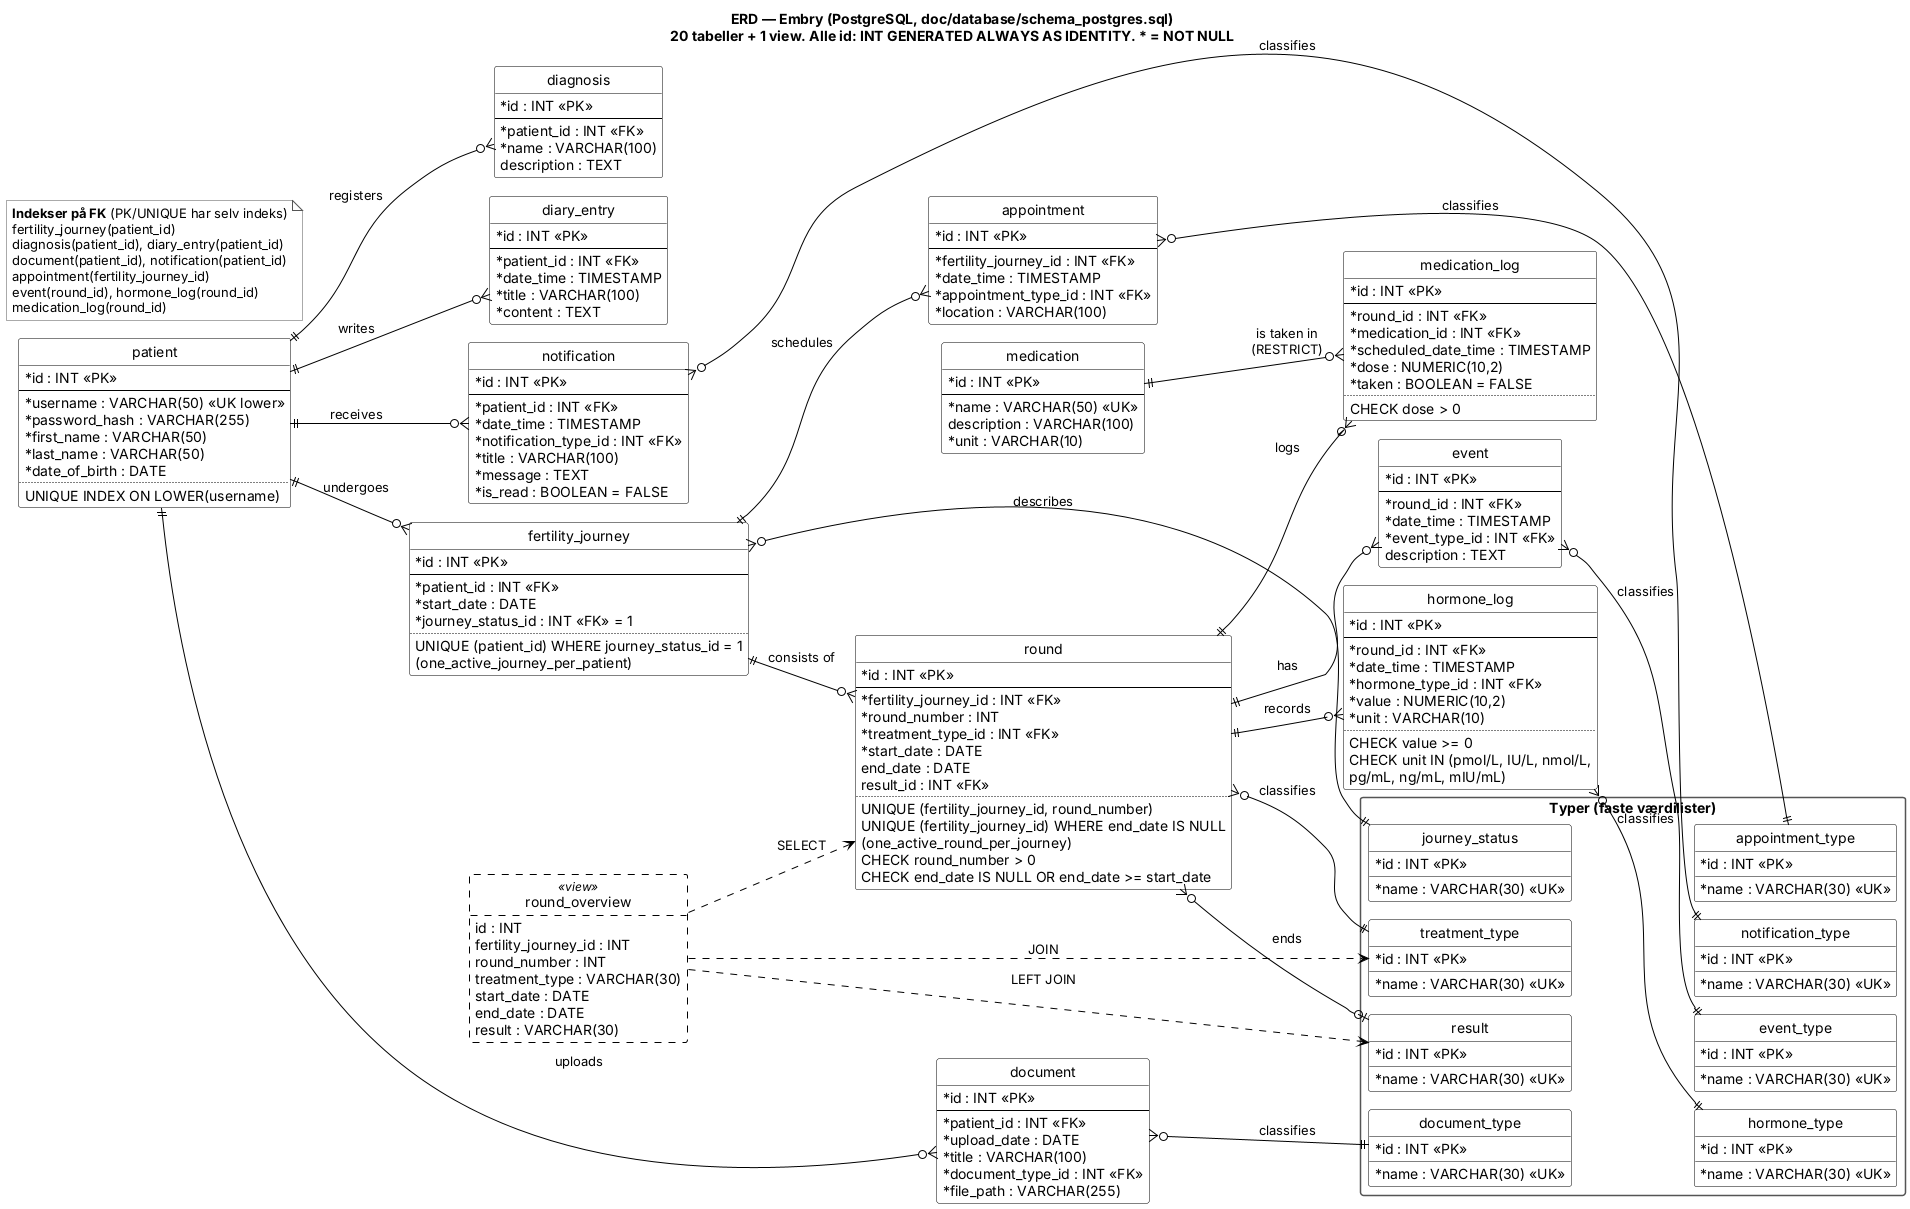 ERD — Embry (PostgreSQL, doc/database/schema_postgres.sql)
20 tabeller + 1 view. Alle id: INT GENERATED ALWAYS AS IDENTITY. * = NOT NULL
Indekser på FK (PK/UNIQUE har selv indeks)
fertility_journey(patient_id)
diagnosis(patient_id), diary_entry(patient_id)
document(patient_id), notification(patient_id)
appointment(fertility_journey_id)
event(round_id), hormone_log(round_id)
medication_log(round_id)
patient
*id : INT «PK»
*username : VARCHAR(50) «UK lower»
*password_hash : VARCHAR(255)
*first_name : VARCHAR(50)
*last_name : VARCHAR(50)
*date_of_birth : DATE
UNIQUE INDEX ON LOWER(username)
registers
writes
receives
undergoes
uploads
diagnosis
*id : INT «PK»
*patient_id : INT «FK»
*name : VARCHAR(100)
description : TEXT
diary_entry
*id : INT «PK»
*patient_id : INT «FK»
*date_time : TIMESTAMP
*title : VARCHAR(100)
*content : TEXT
notification
*id : INT «PK»
*patient_id : INT «FK»
*date_time : TIMESTAMP
*notification_type_id : INT «FK»
*title : VARCHAR(100)
*message : TEXT
*is_read : BOOLEAN = FALSE
fertility_journey
*id : INT «PK»
*patient_id : INT «FK»
*start_date : DATE
*journey_status_id : INT «FK» = 1
UNIQUE (patient_id) WHERE journey_status_id = 1
(one_active_journey_per_patient)
schedules
consists of
describes
classifies
classifies
appointment
*id : INT «PK»
*fertility_journey_id : INT «FK»
*date_time : TIMESTAMP
*appointment_type_id : INT «FK»
*location : VARCHAR(100)
medication
*id : INT «PK»
*name : VARCHAR(50) «UK»
description : VARCHAR(100)
*unit : VARCHAR(10)
is taken in
(RESTRICT)
logs
has
records
classifies
ends
round
*id : INT «PK»
*fertility_journey_id : INT «FK»
*round_number : INT
*treatment_type_id : INT «FK»
*start_date : DATE
end_date : DATE
result_id : INT «FK»
UNIQUE (fertility_journey_id, round_number)
UNIQUE (fertility_journey_id) WHERE end_date IS NULL
(one_active_round_per_journey)
CHECK round_number > 0
CHECK end_date IS NULL OR end_date >= start_date
SELECT
JOIN
LEFT JOIN
«view»
round_overview
id : INT
fertility_journey_id : INT
round_number : INT
treatment_type : VARCHAR(30)
start_date : DATE
end_date : DATE
result : VARCHAR(30)
document
*id : INT «PK»
*patient_id : INT «FK»
*upload_date : DATE
*title : VARCHAR(100)
*document_type_id : INT «FK»
*file_path : VARCHAR(255)
classifies
medication_log
*id : INT «PK»
*round_id : INT «FK»
*medication_id : INT «FK»
*scheduled_date_time : TIMESTAMP
*dose : NUMERIC(10,2)
*taken : BOOLEAN = FALSE
CHECK dose > 0
event
*id : INT «PK»
*round_id : INT «FK»
*date_time : TIMESTAMP
*event_type_id : INT «FK»
description : TEXT
classifies
hormone_log
*id : INT «PK»
*round_id : INT «FK»
*date_time : TIMESTAMP
*hormone_type_id : INT «FK»
*value : NUMERIC(10,2)
*unit : VARCHAR(10)
CHECK value >= 0
CHECK unit IN (pmol/L, IU/L, nmol/L,
pg/mL, ng/mL, mIU/mL)
classifies
Typer (faste værdilister)
journey_status
*id : INT «PK»
*name : VARCHAR(30) «UK»
treatment_type
*id : INT «PK»
*name : VARCHAR(30) «UK»
result
*id : INT «PK»
*name : VARCHAR(30) «UK»
document_type
*id : INT «PK»
*name : VARCHAR(30) «UK»
appointment_type
*id : INT «PK»
*name : VARCHAR(30) «UK»
notification_type
*id : INT «PK»
*name : VARCHAR(30) «UK»
event_type
*id : INT «PK»
*name : VARCHAR(30) «UK»
hormone_type
*id : INT «PK»
*name : VARCHAR(30) «UK»